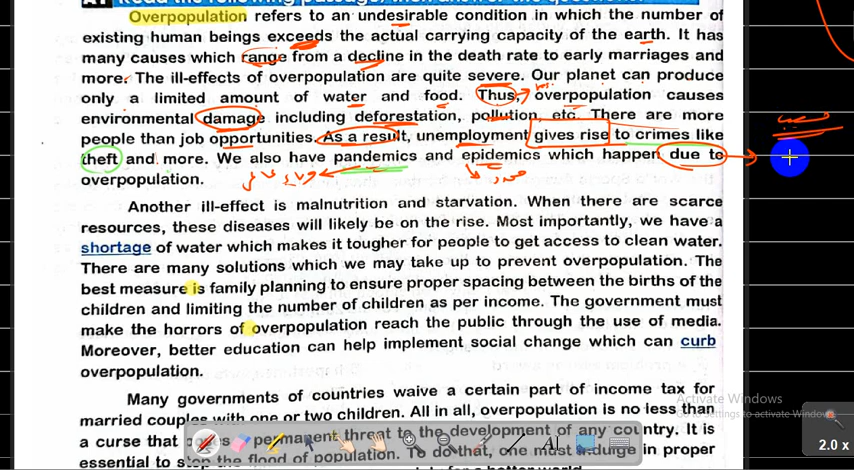 A1 Read the following passage, then answer the questions:
Overpopulation refers to an undesirable condition in which the number of
existing human beings exceeds the actual carrying capacity of the earth. It has
many causes which range from a decline in the death rate to early marriages and
more. The ill-effects of overpopulation are quite severe. Our planet can produce
only a limited amount of water and food. Thus, overpopulation causes
environmental damage including deforestation, pollution, etc. There are more
people than job opportunities. As a result, unemployment gives rise to crimes like
theft and more. We also have pandemics and epidemics which happen due to
overpopulation.
Another ill-effect is malnutrition and starvation. When there are scarce
resources, these diseases will likely be on the rise. Most importantly, we have a
shortage of water which makes it tougher for people to get access to clean water.
There are many solutions which we may take up to prevent overpopulation. The
best measure is family planning to ensure proper spacing between the births of the
children and limiting the number of children as per income. The government must
make the horrors of overpopulation reach the public through the use of media.
Moreover, better education can help implement social change which can curb
overpopulation.
Many governments of countries waive a certain part of income tax for
married couples with one or two children. All in all, overpopulation is no less than
a curse that permanent threat to the development of any country. It is
essential to stop the flood of population. To do that, one must indulge in proper
Activate Windows
Go to Settings to activate Windows
2.0 x